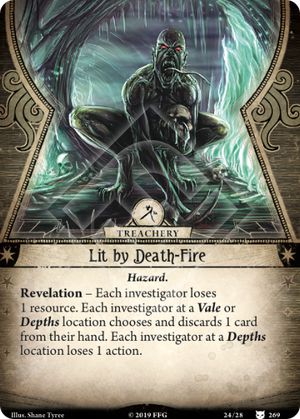 TREACHERY
Lit by Death-Fire
Hazard.
Revelation – Each investigator loses
1 resource. Each investigator at a Vale or
Depths location chooses and discards 1 card
from their hand. Each investigator at a Depths
location loses 1 action.
Illus. Shane Tyree
© 2019 FFG
24/28
269